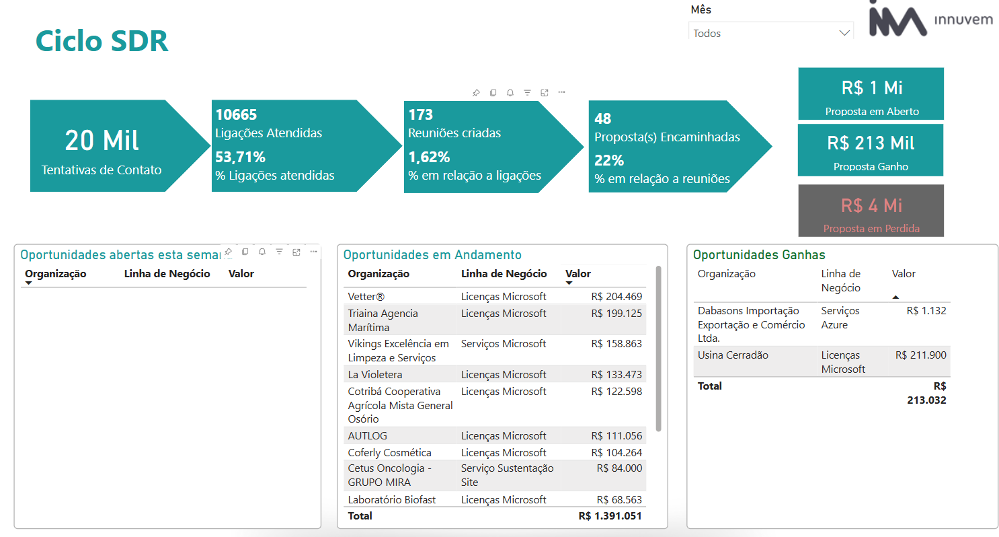 Ciclo SDR
Mês
Todos
innuvem
20 Mil
Tentativas de Contato
10665
Ligações Atendidas
53,71%
% Ligações atendidas
173
Reuniões criadas
1,62%
% em relação a ligações
48
Proposta(s) Encaminhadas
22%
% em relação a reuniões
R$ 1 Mi
Proposta em Aberto
R$ 213 Mil
Proposta Ganho
R$ 4 Mi
Proposta em Perdida
Oportunidades abertas esta
Organização Linha de Negócio Valor
Oportunidades em Andamento
Organização Linha de Negócio Valor
Vetter® Licenças Microsoft R$ 204.469
Triaina Agencia Licenças Microsoft R$ 199.125
Marítima
Vikings Excelência em Serviços Microsoft R$ 158.863
Limpeza e Serviços
La Violetera Licenças Microsoft R$ 133.473
Cotribá Cooperativa Licenças Microsoft R$ 122.598
Agrícola Mista General
Osório
AUTLOG Licenças Microsoft R$ 111.056
Coferly Cosmética Licenças Microsoft R$ 104.264
Cetus Oncologia - Serviço Sustentação R$ 84.000
GRUPO MIRA Site
Laboratório Biofast Licenças Microsoft R$ 68.563
Total R$ 1.391.051
Oportunidades Ganhas
Organização Linha de Valor
Negócio
Dabasons Importação Serviços R$ 1.132
Exportação e Comércio Azure
Ltda.
Usina Cerradão Licenças R$ 211.900
Microsoft
Total R$
213.032